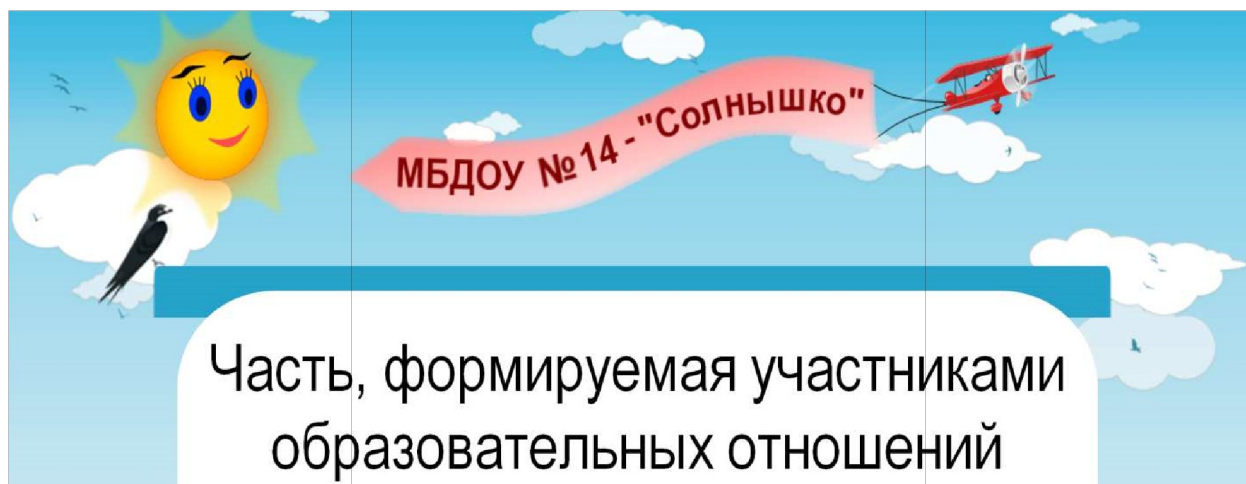 МБДОУ №14 - "Солнышко"
Часть, формируемая участниками
образовательных отношений